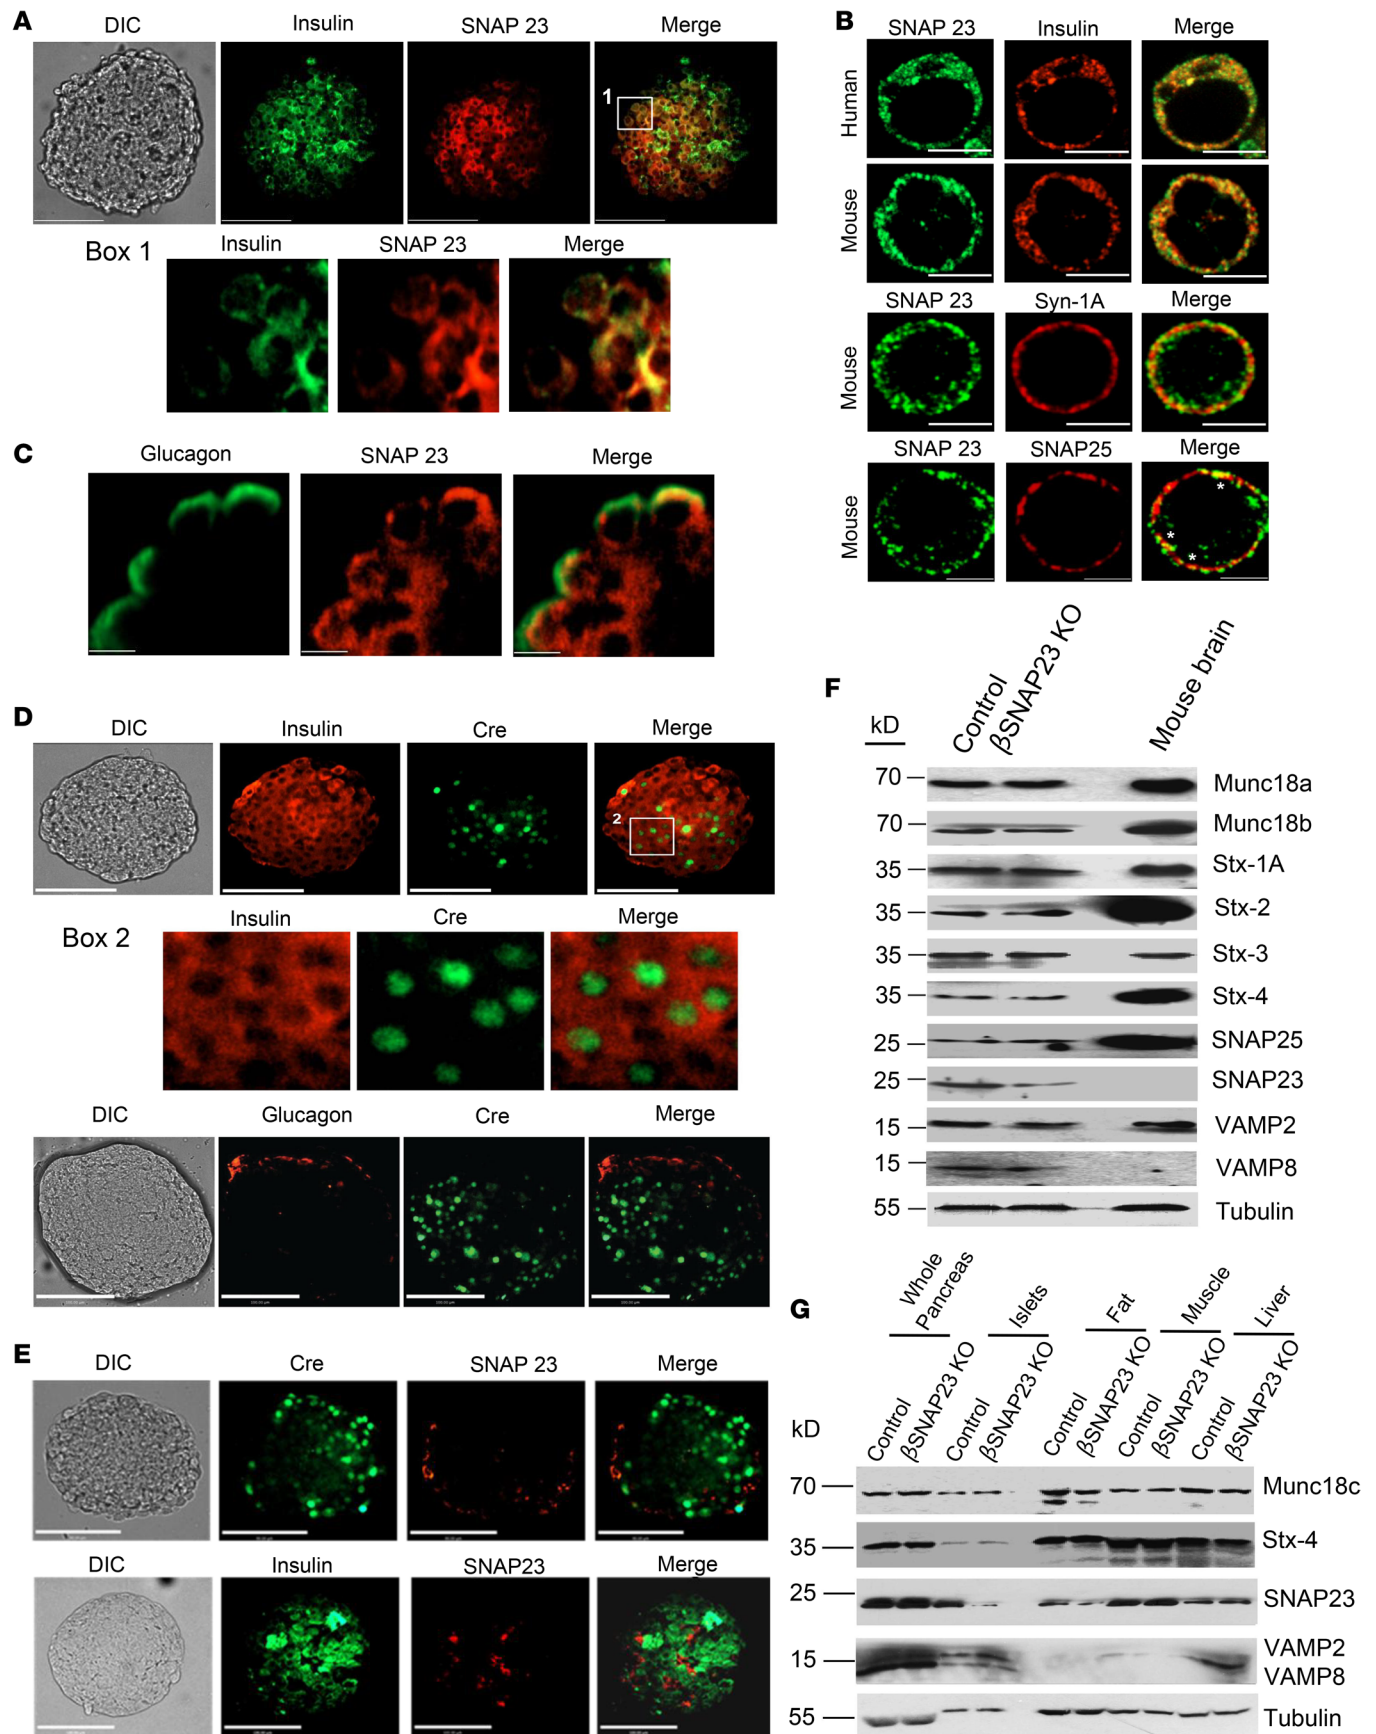 A
DIC
Insulin
SNAP 23
Merge
1
Box 1
Insulin
SNAP 23
Merge
B
SNAP 23
Insulin
Merge
Human
Mouse
SNAP 23
Syn-1A
Merge
Mouse
SNAP 23
SNAP25
Merge
Mouse
*
*
*
C
Glucagon
SNAP 23
Merge
D
DIC
Insulin
Cre
Merge
2
Box 2
Insulin
Cre
Merge
DIC
Glucagon
Cre
Merge
E
DIC
Cre
SNAP 23
Merge
DIC
Insulin
SNAP23
Merge
F
kD
Control
βSNAP23 KO
Mouse brain
70
Munc18a
70
Munc18b
35
Stx-1A
35
Stx-2
35
Stx-3
35
Stx-4
25
SNAP25
25
SNAP23
15
VAMP2
15
VAMP8
55
Tubulin
G
Whole Pancreas
Islets
Fat
Muscle
Liver
kD
Control
βSNAP23 KO
Control
βSNAP23 KO
Control
βSNAP23 KO
Control
βSNAP23 KO
Control
βSNAP23 KO
70
Munc18c
35
Stx-4
25
SNAP23
15
VAMP2
VAMP8
55
Tubulin